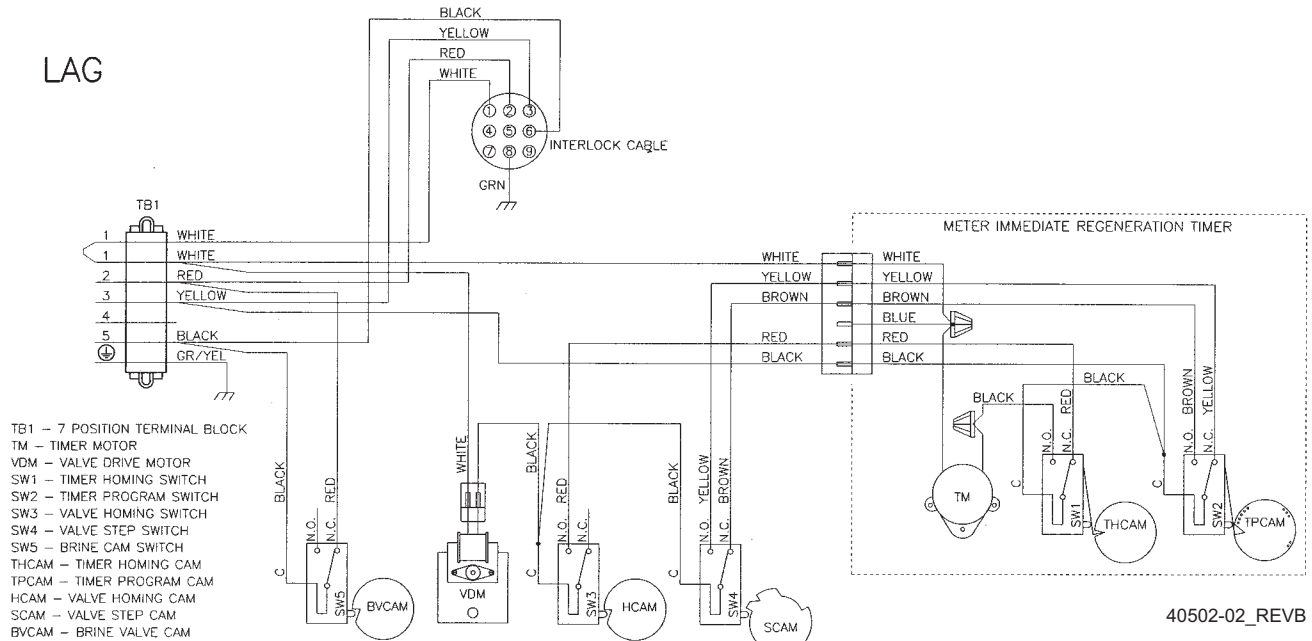 LAG
BLACK
YELLOW
RED
WHITE
1 2 3
4 5 6
7 8 9
INTERLOCK CABLE
GRN
TB1
1 WHITE
1 WHITE
2 RED
3 YELLOW
4
5 BLACK
GR/YEL
METER IMMEDIATE REGENERATION TIMER
WHITE WHITE
YELLOW YELLOW
BROWN BROWN
BLUE
RED RED
BLACK BLACK
BLACK
BLACK
N.O.
N.C. RED
C
SW1
TM
THCAM
N.O. BROWN
N.C. YELLOW
C
SW2
TPCAM
TB1 – 7 POSITION TERMINAL BLOCK
TM – TIMER MOTOR
VDM – VALVE DRIVE MOTOR
SW1 – TIMER HOMING SWITCH
SW2 – TIMER PROGRAM SWITCH
SW3 – VALVE HOMING SWITCH
SW4 – VALVE STEP SWITCH
SW5 – BRINE CAM SWITCH
THCAM – TIMER HOMING CAM
TPCAM – TIMER PROGRAM CAM
HCAM – VALVE HOMING CAM
SCAM – VALVE STEP CAM
BVCAM – BRINE VALVE CAM
BLACK
N.O.
N.C. RED
C
SW5
BVCAM
WHITE
VDM
BLACK
N.O. RED
N.C.
C
SW3
HCAM
BLACK
N.O. YELLOW
N.C. BROWN
C
SW4
SCAM
40502-02_REVB